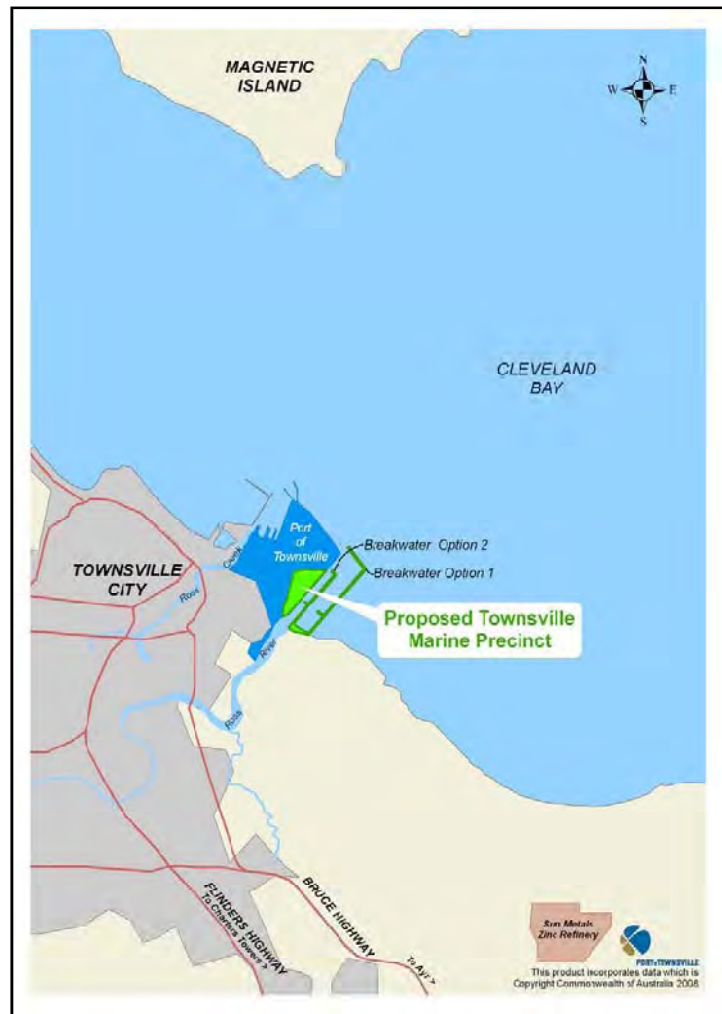 MAGNETIC
ISLAND
N
W E
S
CLEVELAND
BAY
Port
of
Townsville
Breakwater Option 2
Breakwater Option 1
TOWNSVILLE
CITY
Ross Creek
Proposed Townsville
Marine Precinct
Ross River
FLINDERS HIGHWAY
To Charters Towers >
BRUCE HIGHWAY
To Ayr >
Sun Metals
Zinc Refinery
PORT of TOWNSVILLE
This product incorporates data which is
Copyright Commonwealth of Australia 2006